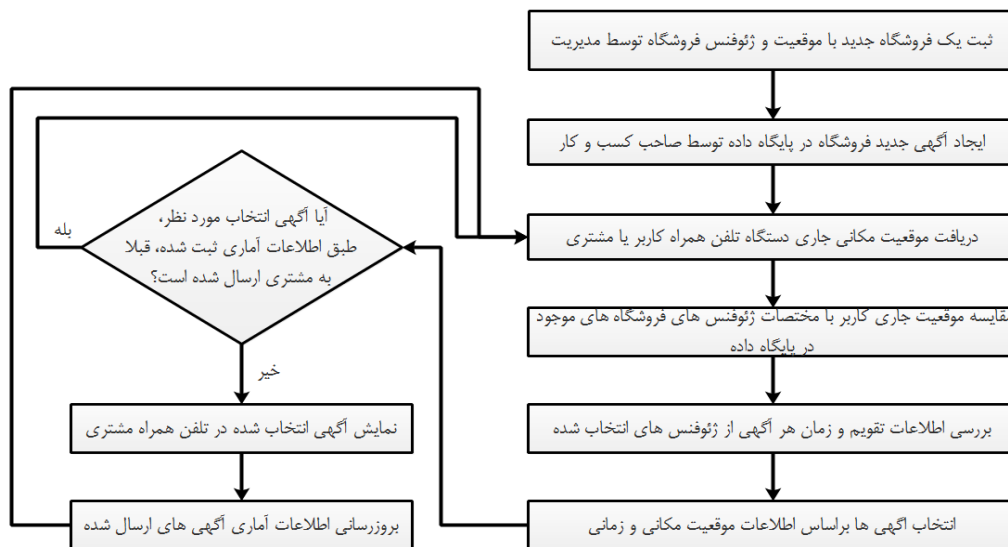 ثبت یک فروشگاه جدید با موقعیت و ژئوفنس فروشگاه توسط مدیریت
ایجاد آگهی جدید فروشگاه در پایگاه داده توسط صاحب کسب و کار
دریافت موقعیت مکانی جاری دستگاه تلفن همراه کاربر یا مشتری
مقایسه موقعیت جاری کاربر با مختصات ژئوفنس های فروشگاه های موجود
در پایگاه داده
بررسی اطلاعات تقویم و زمان هر آگهی از ژئوفنس های انتخاب شده
انتخاب اگهی ها براساس اطلاعات موقعیت مکانی و زمانی
آیا آگهی انتخاب مورد نظر،
طبق اطلاعات آماری ثبت شده، قبلا
به مشتری ارسال شده است؟
بله
خیر
نمایش آگهی انتخاب شده در تلفن همراه مشتری
بروزرسانی اطلاعات آماری آگهی های ارسال شده